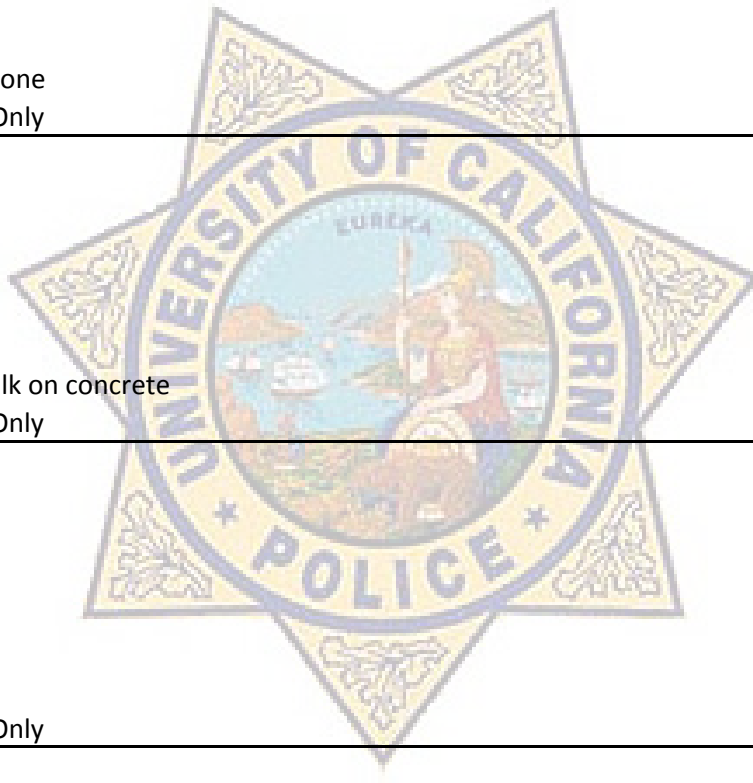 one
Only
UNIVERSITY OF CALIFORNIA
EUREKA
lk on concrete
Only
* POLICE *
Only